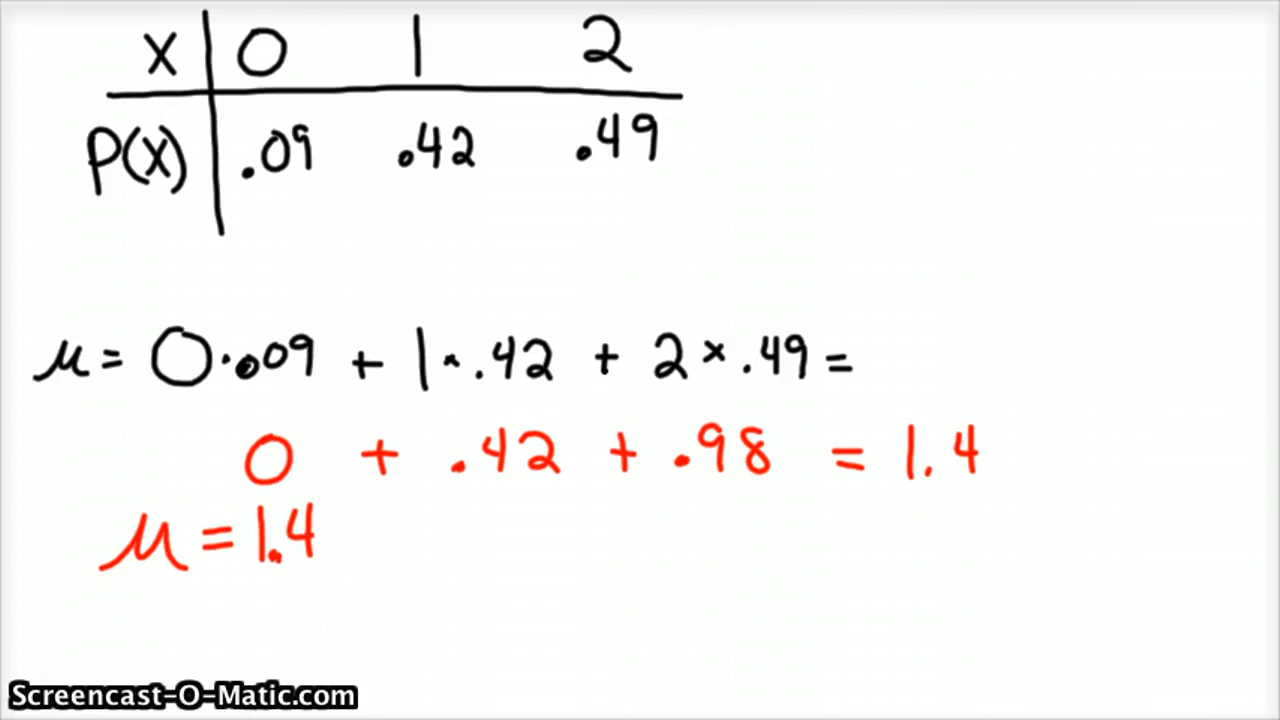 x 0 1 2
P(x) .09 .42 .49
μ = 0 · .09 + 1 · .42 + 2 × .49 =
0 + .42 + .98 = 1.4
μ = 1.4
Screencast-O-Matic.com